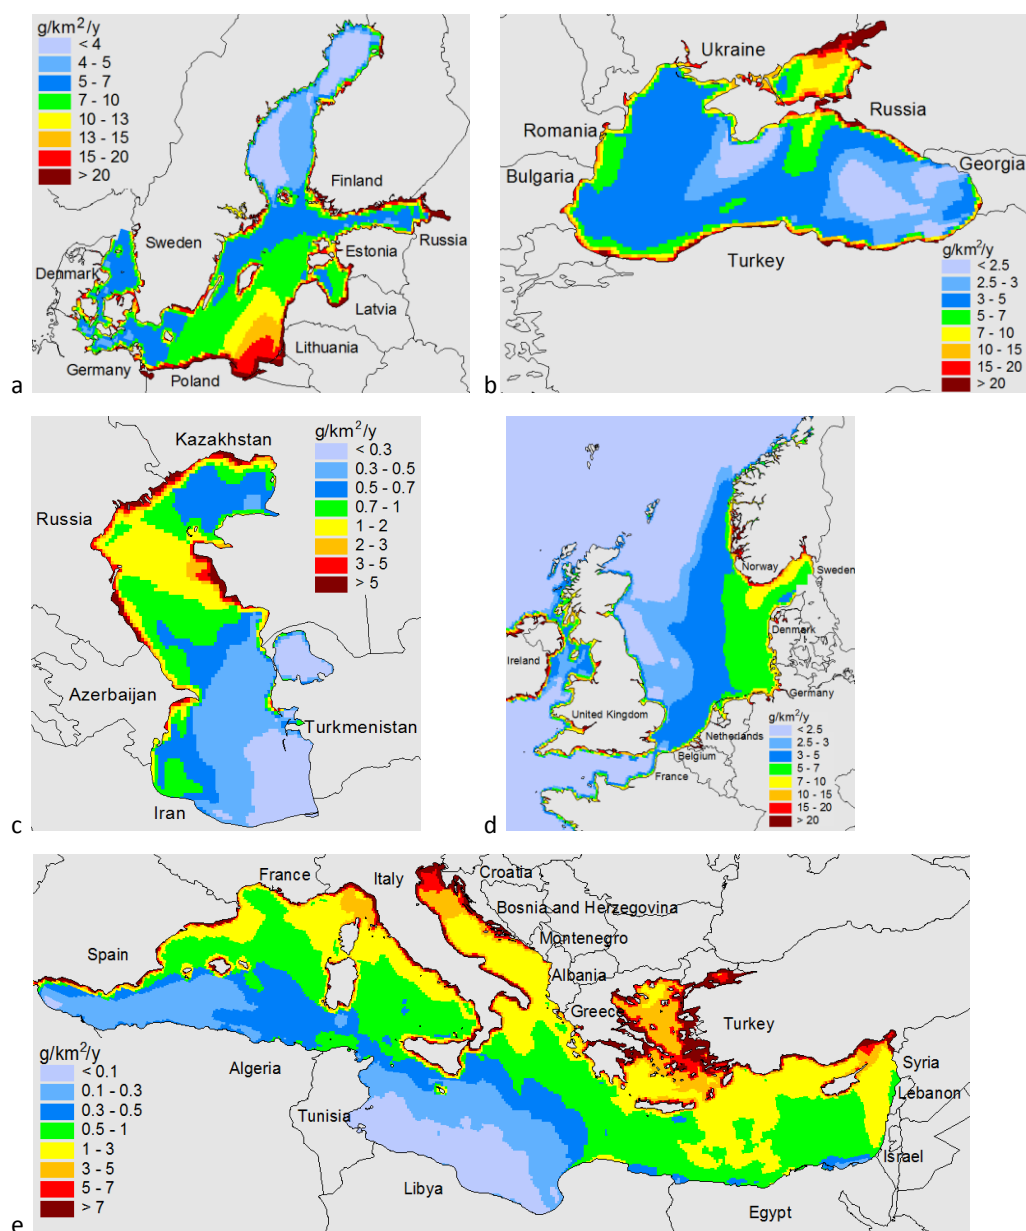 g/km²/y
< 4
4 - 5
5 - 7
7 - 10
10 - 13
13 - 15
15 - 20
> 20
Finland
Sweden
Russia
Estonia
Denmark
Latvia
Lithuania
Germany
Poland
a
Ukraine
Russia
Romania
Georgia
Bulgaria
Turkey
g/km²/y
< 2.5
2.5 - 3
3 - 5
5 - 7
7 - 10
10 - 15
15 - 20
> 20
b
Kazakhstan
g/km²/y
< 0.3
0.3 - 0.5
0.5 - 0.7
0.7 - 1
1 - 2
2 - 3
3 - 5
> 5
Russia
Azerbaijan
Turkmenistan
Iran
c
Norway
Sweden
Denmark
Ireland
Germany
United Kingdom
Netherlands
Belgium
France
g/km²/y
< 2.5
2.5 - 3
3 - 5
5 - 7
7 - 10
10 - 15
15 - 20
> 20
d
France
Italy
Croatia
Bosnia and Herzegovina
Montenegro
Spain
Albania
Greece
Turkey
Syria
Algeria
Lebanon
Tunisia
Israel
Libya
Egypt
g/km²/y
< 0.1
0.1 - 0.3
0.3 - 0.5
0.5 - 1
1 - 3
3 - 5
5 - 7
> 7
e